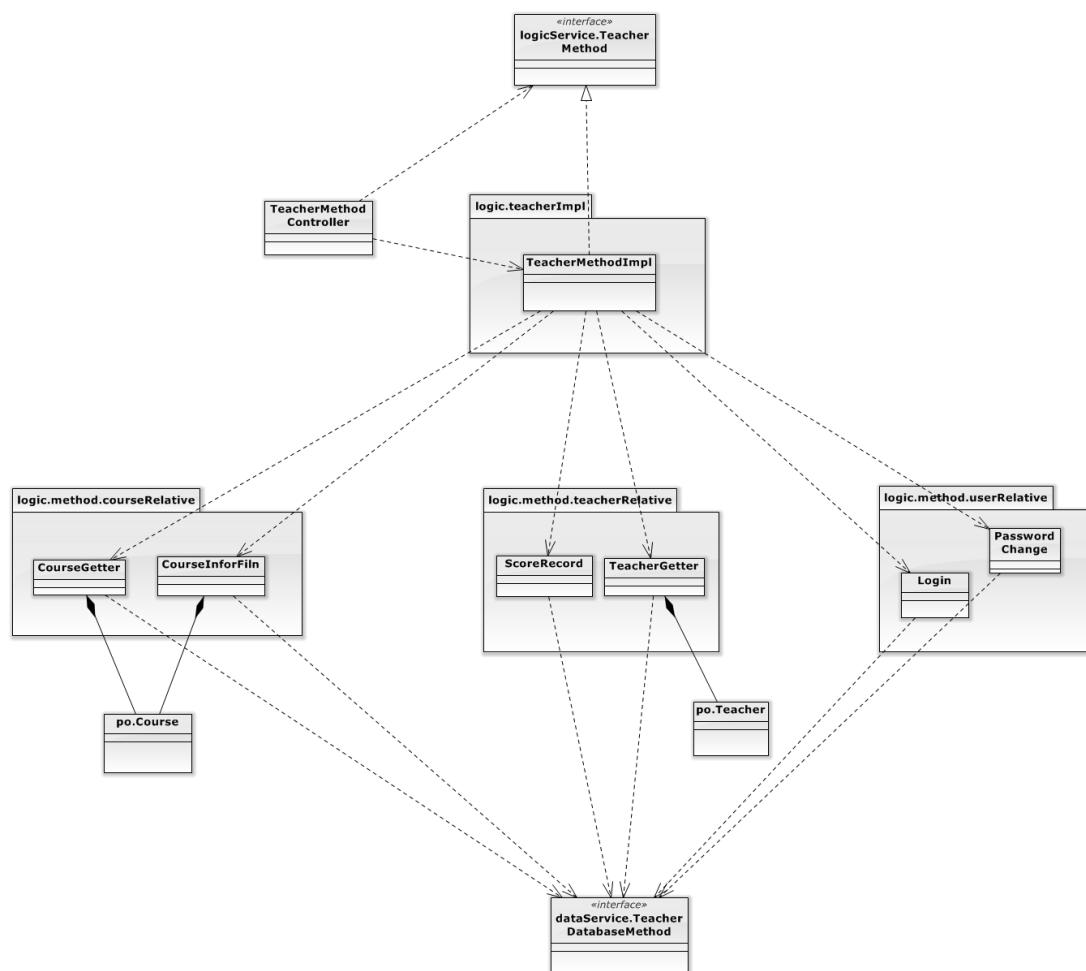 «interface»
logicService.Teacher
Method
TeacherMethod
Controller
logic.teacherImpl
TeacherMethodImpl
logic.method.courseRelative
CourseGetter
CourseInforFiln
logic.method.teacherRelative
ScoreRecord
TeacherGetter
logic.method.userRelative
Password
Change
Login
po.Course
po.Teacher
«interface»
dataService.Teacher
DatabaseMethod